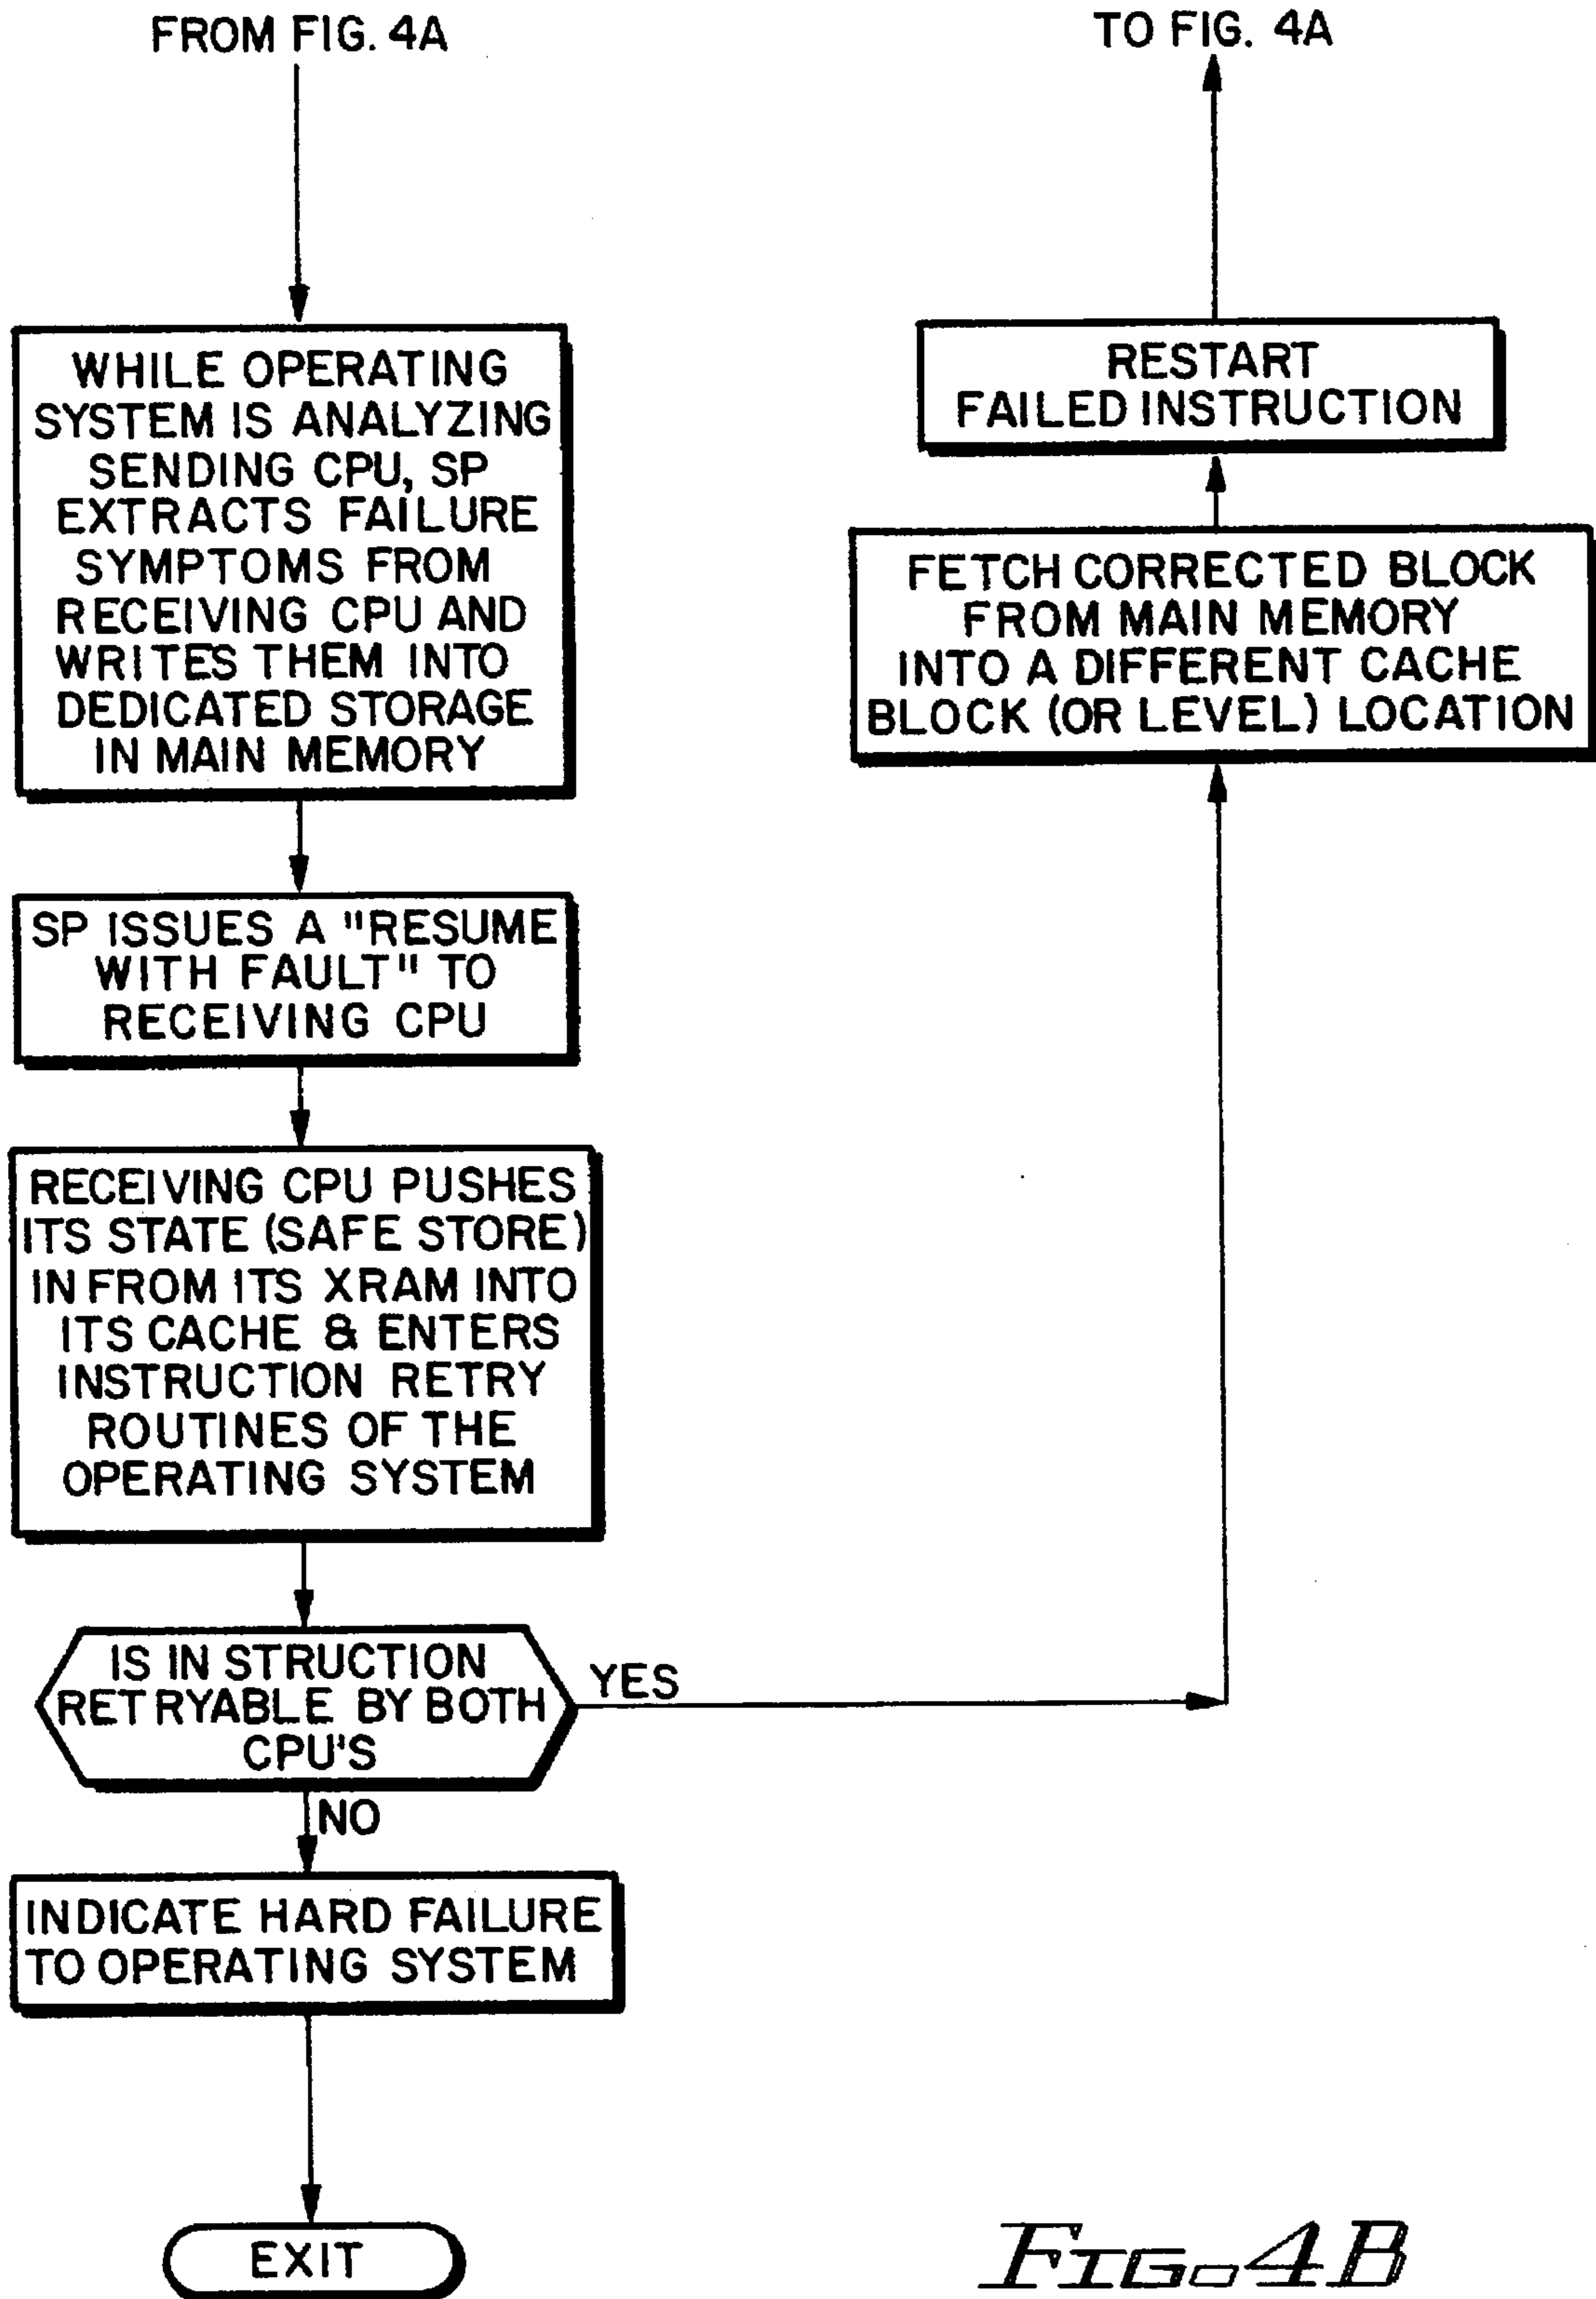 FROM FIG. 4A
WHILE OPERATING
SYSTEM IS ANALYZING
SENDING CPU, SP
EXTRACTS FAILURE
SYMPTOMS FROM
RECEIVING CPU AND
WRITES THEM INTO
DEDICATED STORAGE
IN MAIN MEMORY
SP ISSUES A "RESUME
WITH FAULT" TO
RECEIVING CPU
RECEIVING CPU PUSHES
ITS STATE (SAFE STORE)
IN FROM ITS XRAM INTO
ITS CACHE & ENTERS
INSTRUCTION RETRY
ROUTINES OF THE
OPERATING SYSTEM
IS IN STRUCTION
RETRYABLE BY BOTH
CPU'S
YES
NO
INDICATE HARD FAILURE
TO OPERATING SYSTEM
EXIT
TO FIG. 4A
RESTART
FAILED INSTRUCTION
FETCH CORRECTED BLOCK
FROM MAIN MEMORY
INTO A DIFFERENT CACHE
BLOCK (OR LEVEL) LOCATION
FIG. 4B